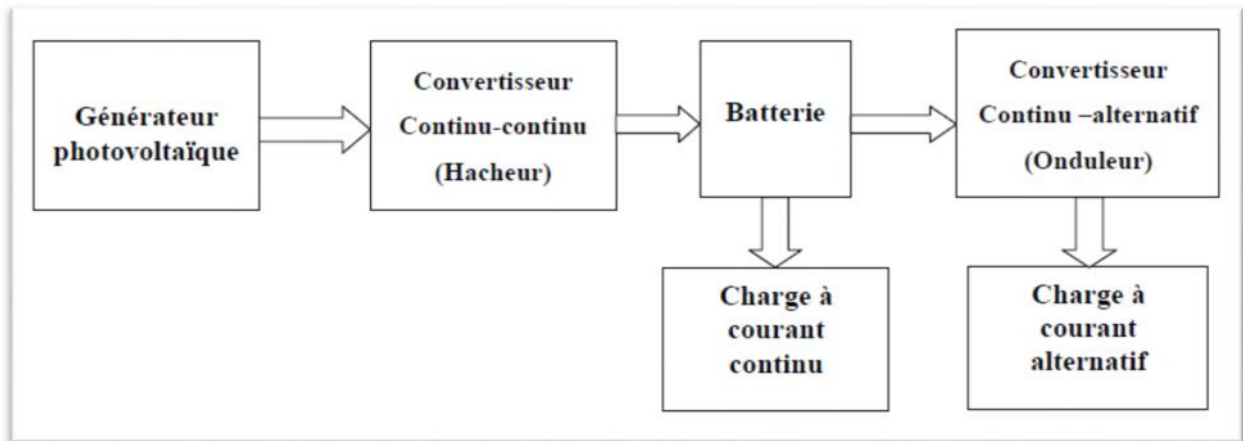 Générateur
photovoltaïque
Convertisseur
Continu-continu
(Hacheur)
Batterie
Convertisseur
Continu –alternatif
(Onduleur)
Charge à
courant
continu
Charge à
courant
alternatif